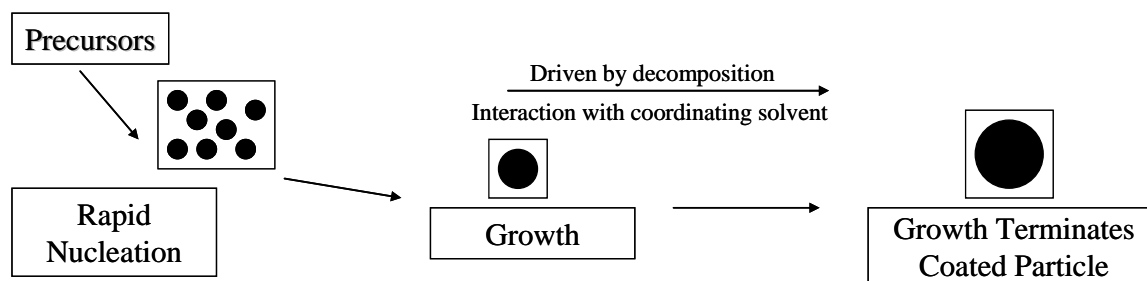 Precursors
Driven by decomposition
Interaction with coordinating solvent
Rapid
Nucleation
Growth
Growth Terminates
Coated Particle